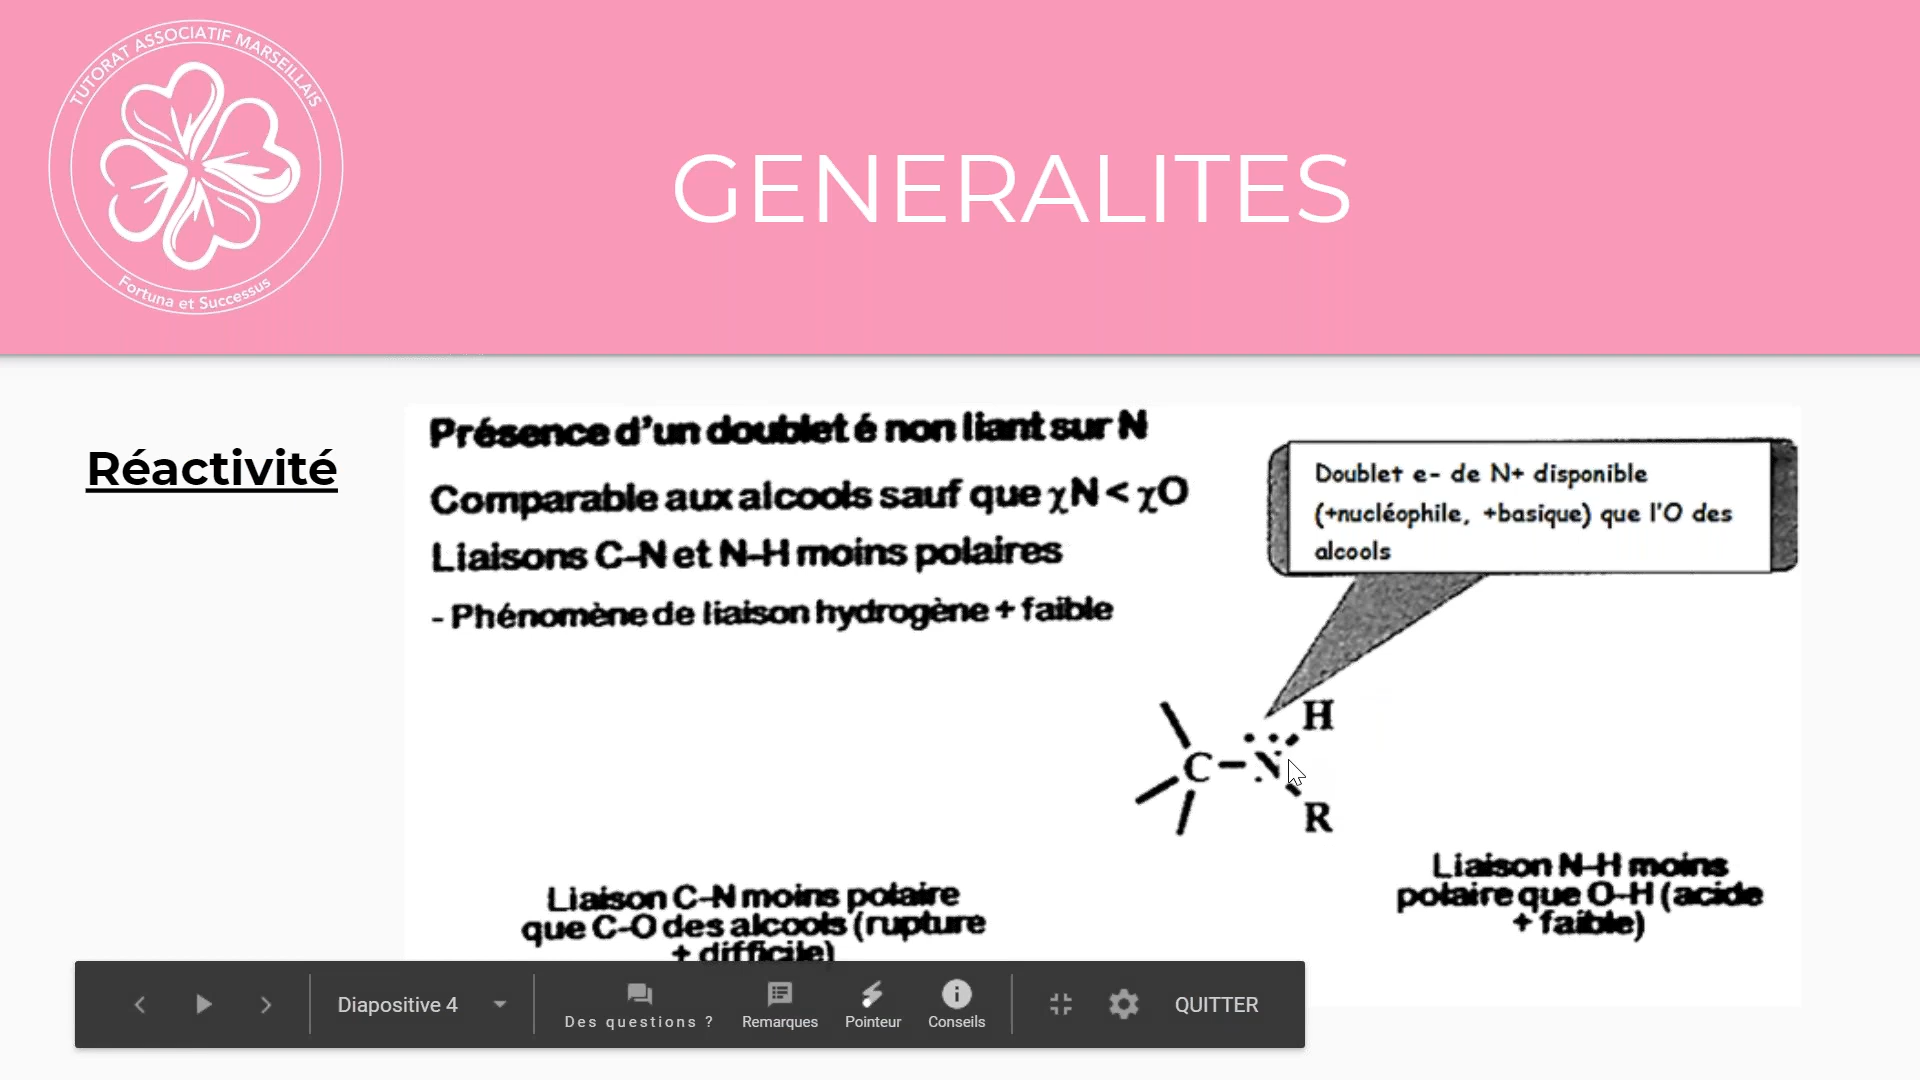 TUTORAT ASSOCIATIF MARSEILLAIS
Fortuna et Successus
GENERALITES
Réactivité
Présence d'un doublet é non liant sur N
Comparable aux alcools sauf que χN < χO
Liaisons C-N et N-H moins polaires
- Phénomène de liaison hydrogène + faible
Doublet e- de N+ disponible
(+nucléophile, +basique) que l'O des
alcools
H
C
N
R
Liaison C-N moins polaire
que C-O des alcools (rupture
+ difficile)
Liaison N-H moins
polaire que O-H (acide
+ faible)
Diapositive 4
Des questions ?
Remarques
Pointeur
Conseils
QUITTER